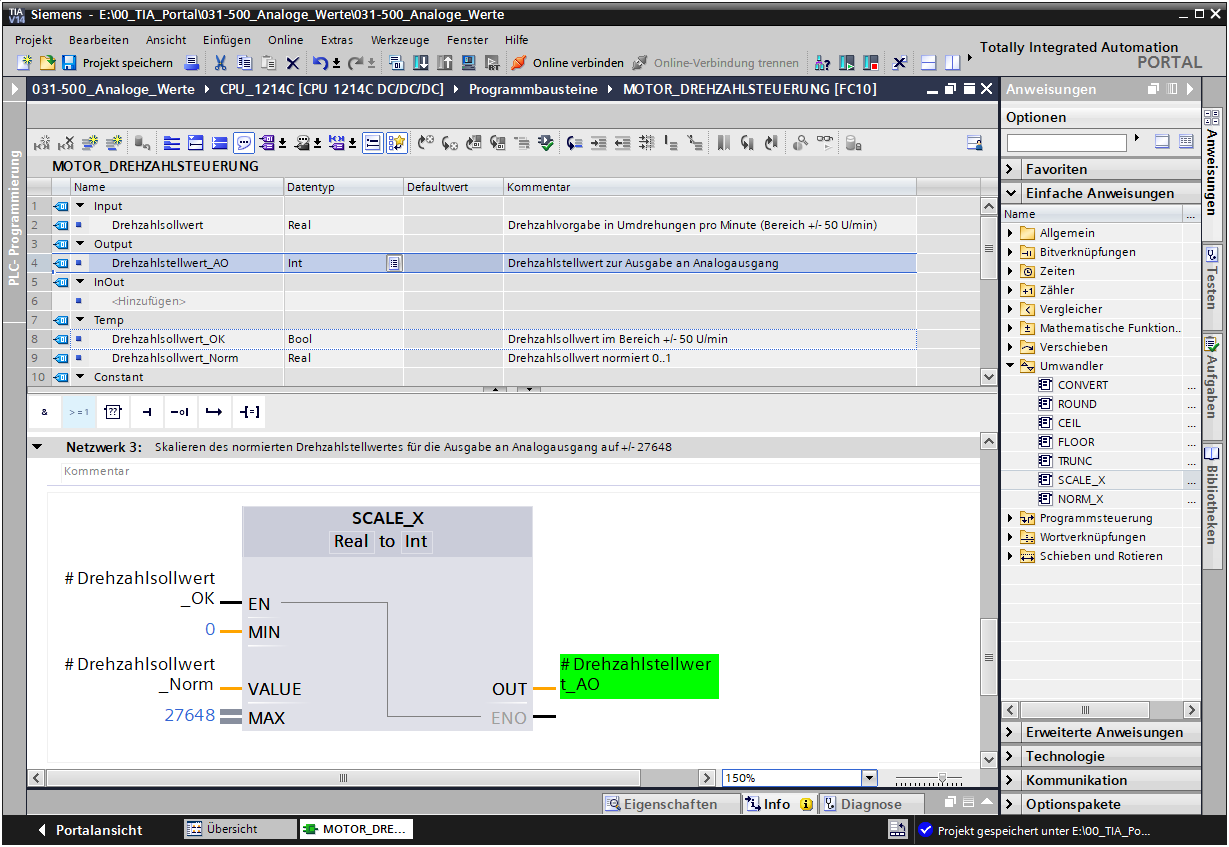 TIA V14 Siemens - E:\00_TIA_Portal\031-500_Analoge_Werte\031-500_Analoge_Werte
Projekt Bearbeiten Ansicht Einfügen Online Extras Werkzeuge Fenster Hilfe
Totally Integrated Automation
PORTAL
Projekt speichern Online verbinden Online-Verbindung trennen
031-500_Analoge_Werte CPU_1214C [CPU 1214C DC/DC/DC] Programmbausteine MOTOR_DREHZAHLSTEUERUNG [FC10]
PLC- Programmierung
MOTOR_DREHZAHLSTEUERUNG
Name Datentyp Defaultwert Kommentar
1 Input
2 Drehzahlsollwert Real Drehzahlvorgabe in Umdrehungen pro Minute (Bereich +/- 50 U/min)
3 Output
4 Drehzahlstellwert_AO Int Drehzahlstellwert zur Ausgabe an Analogausgang
5 InOut
6 <Hinzufügen>
7 Temp
8 Drehzahlsollwert_OK Bool Drehzahlsollwert im Bereich +/- 50 U/min
9 Drehzahlsollwert_Norm Real Drehzahlsollwert normiert 0..1
10 Constant
& >=1 ?? -| -o| -[=]
Netzwerk 3: Skalieren des normierten Drehzahlstellwertes für die Ausgabe an Analogausgang auf +/- 27648
Kommentar
SCALE_X
Real to Int
#Drehzahlsollwert
_OK EN
0 MIN
#Drehzahlsollwert
_Norm VALUE
27648 MAX
OUT
ENO
#Drehzahlstellwer
t_AO
150%
Eigenschaften Info Diagnose
Anweisungen
Optionen
Favoriten
Einfache Anweisungen
Name ...
Allgemein
Bitverknüpfungen
Zeiten
Zähler
Vergleicher
Mathematische Funktion..
Verschieben
Umwandler
CONVERT ...
ROUND ...
CEIL ...
FLOOR ...
TRUNC ...
SCALE_X ...
NORM_X ...
Programmsteuerung
Wortverknüpfungen
Schieben und Rotieren
Erweiterte Anweisungen
Technologie
Kommunikation
Optionspakete
Anweisungen
Testen
Aufgaben
Bibliotheken
Portalansicht Übersicht MOTOR_DRE... Projekt gespeichert unter E:\00_TIA_Po...